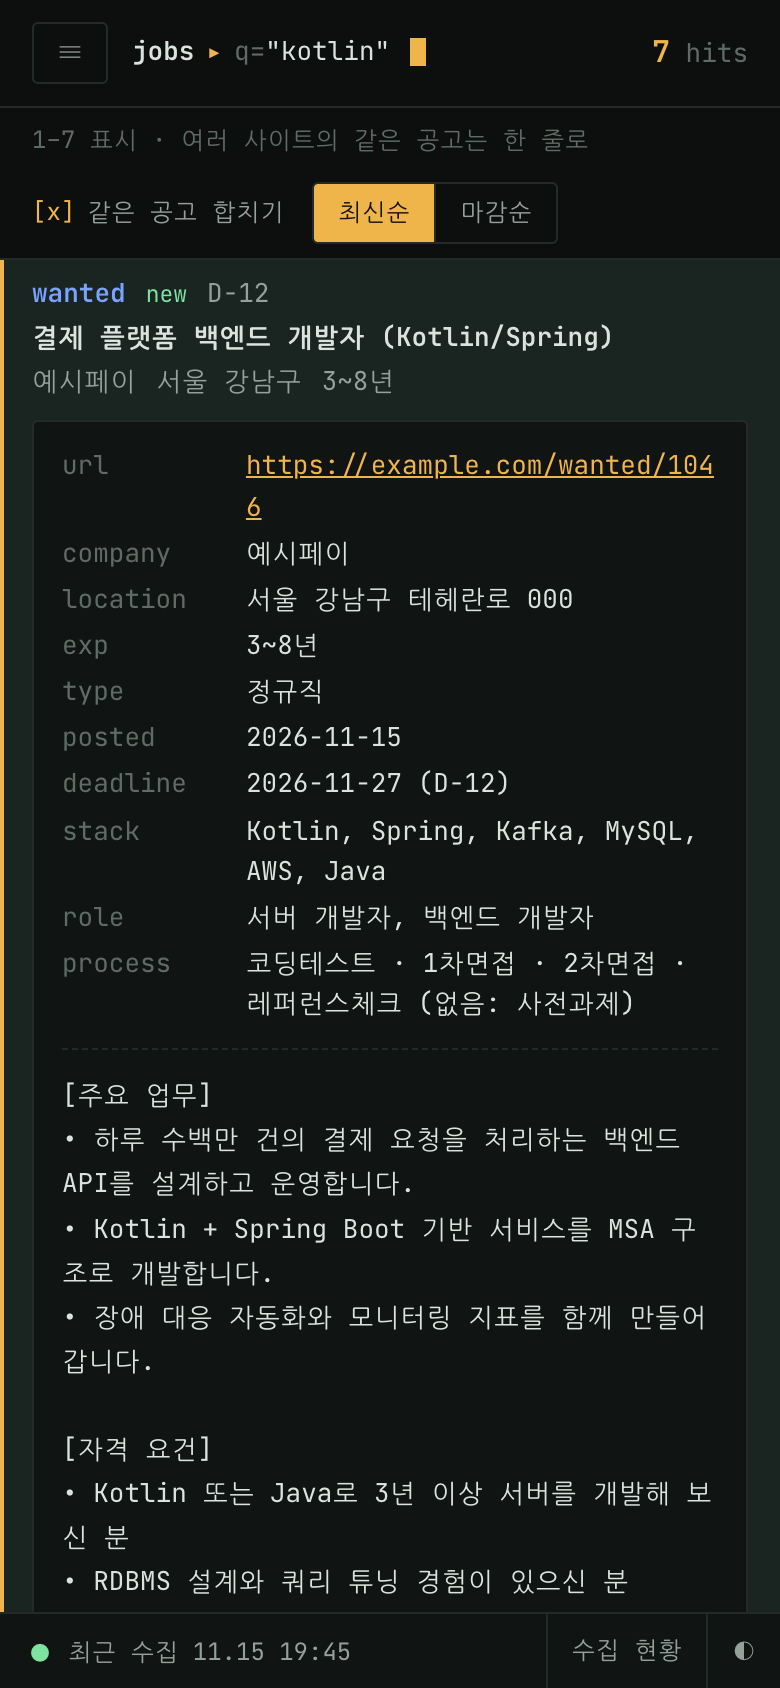 jobs ▸ q="kotlin"
7 hits
1–7 표시 · 여러 사이트의 같은 공고는 한 줄로
[x] 같은 공고 합치기 최신순 마감순
wanted new D-12
결제 플랫폼 백엔드 개발자 (Kotlin/Spring)
예시페이 서울 강남구 3~8년
url https://example.com/wanted/104
6
company 예시페이
location 서울 강남구 테헤란로 000
exp 3~8년
type 정규직
posted 2026-11-15
deadline 2026-11-27 (D-12)
stack Kotlin, Spring, Kafka, MySQL,
AWS, Java
role 서버 개발자, 백엔드 개발자
process 코딩테스트 · 1차면접 · 2차면접 ·
레퍼런스체크 (없음: 사전과제)
[주요 업무]
• 하루 수백만 건의 결제 요청을 처리하는 백엔드
API를 설계하고 운영합니다.
• Kotlin + Spring Boot 기반 서비스를 MSA 구
조로 개발합니다.
• 장애 대응 자동화와 모니터링 지표를 함께 만들어
갑니다.
[자격 요건]
• Kotlin 또는 Java로 3년 이상 서버를 개발해 보
신 분
• RDBMS 설계와 쿼리 튜닝 경험이 있으신 분
최근 수집 11.15 19:45
수집 현황